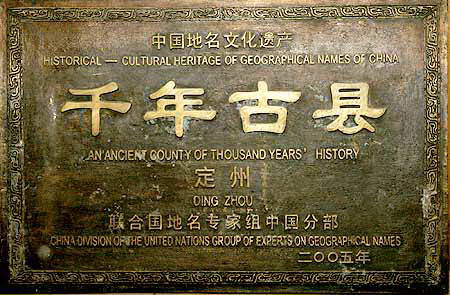 中国地名文化遗产
HISTORICAL — CULTURAL HERITAGE OF GEOGRAPHICAL NAMES OF CHINA
千年古县
AN ANCIENT COUNTY OF THOUSAND YEARS' HISTORY
定州
DING ZHOU
联合国地名专家组中国分部
CHINA DIVISION OF THE UNITED NATIONS GROUP OF EXPERTS ON GEOGRAPHICAL NAMES
二〇〇五年